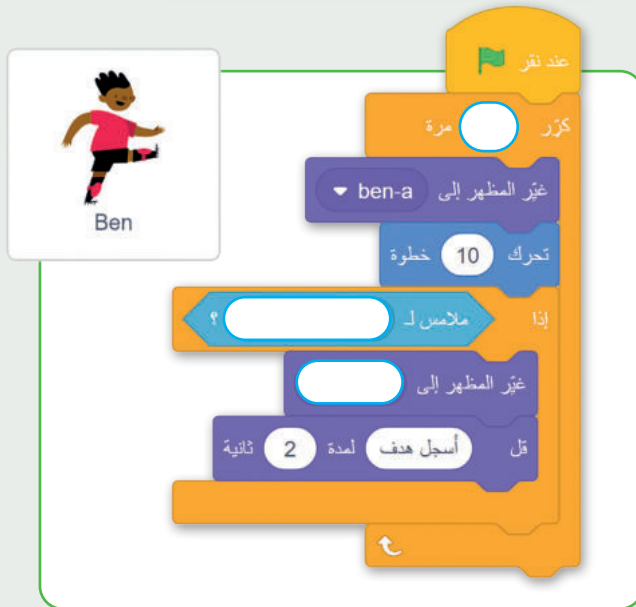 عند نقر
كرّر مرة
غيّر المظهر إلى ben-a
تحرك 10 خطوة
إذا ملامس لـ ؟
غيّر المظهر إلى
قل أسجل هدف لمدة 2 ثانية
Ben